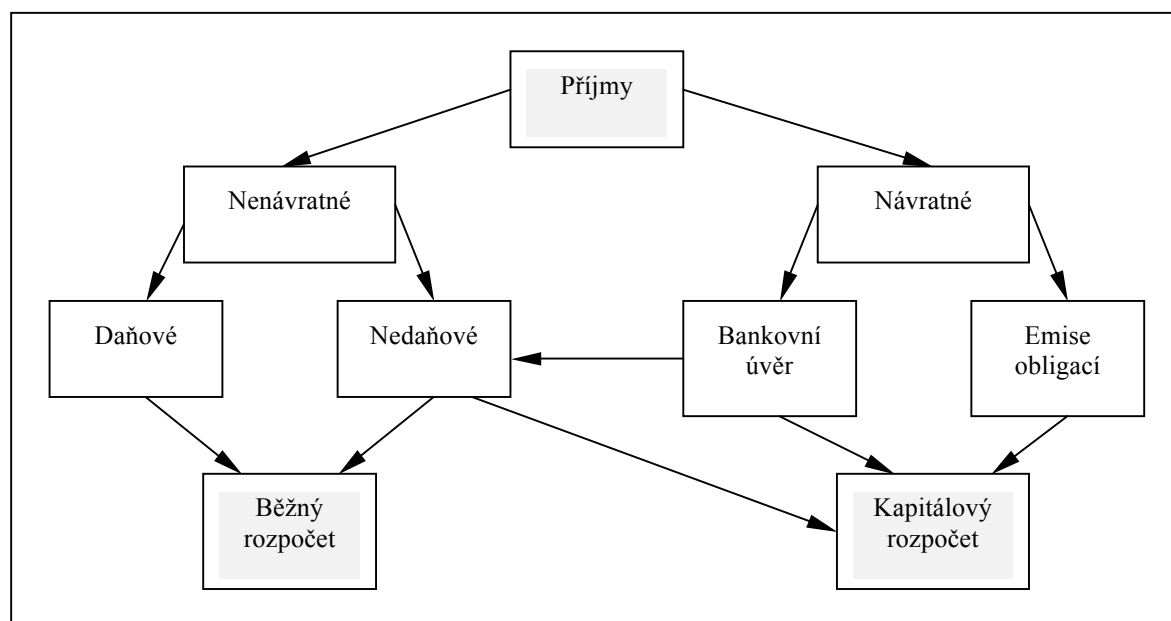 Příjmy
Nenávratné
Návratné
Daňové
Nedaňové
Bankovní
úvěr
Emise
obligací
Běžný
rozpočet
Kapitálový
rozpočet